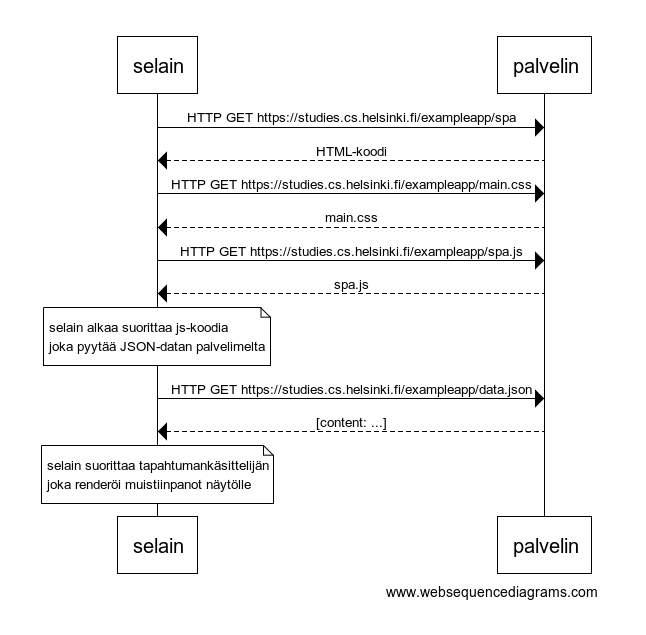 selain palvelin
HTTP GET https://studies.cs.helsinki.fi/exampleapp/spa
HTML-koodi
HTTP GET https://studies.cs.helsinki.fi/exampleapp/main.css
main.css
HTTP GET https://studies.cs.helsinki.fi/exampleapp/spa.js
spa.js
selain alkaa suorittaa js-koodia
joka pyytää JSON-datan palvelimelta
HTTP GET https://studies.cs.helsinki.fi/exampleapp/data.json
[content: ...]
selain suorittaa tapahtumankäsittelijän
joka renderöi muistiinpanot näytölle
selain palvelin
www.websequencediagrams.com